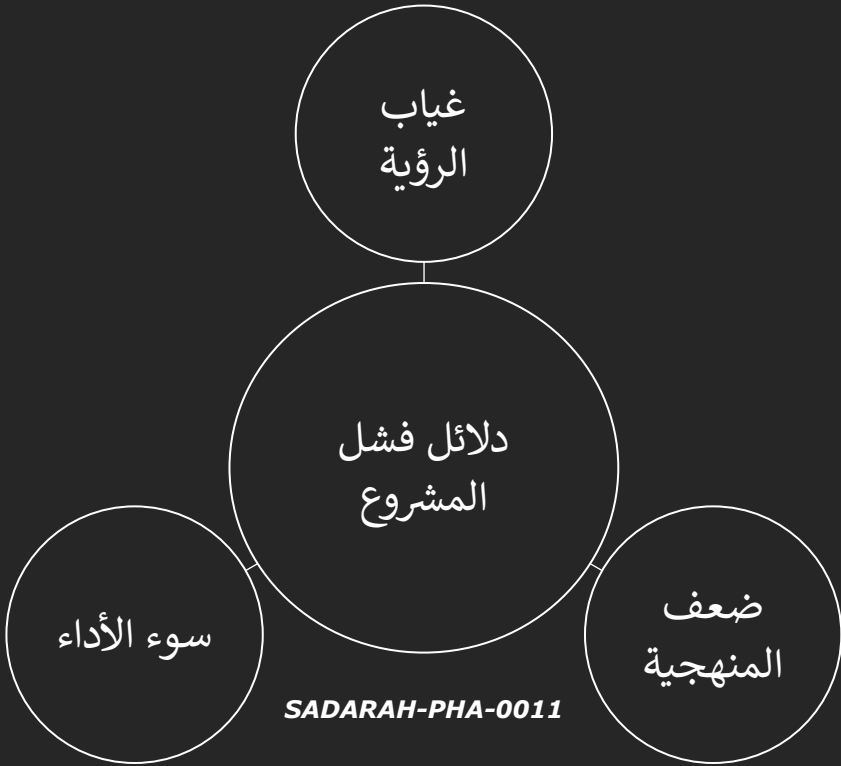 غياب
الرؤية
دلائل فشل
المشروع
ضعف
المنهجية
سوء الأداء
SADARAH-PHA-0011